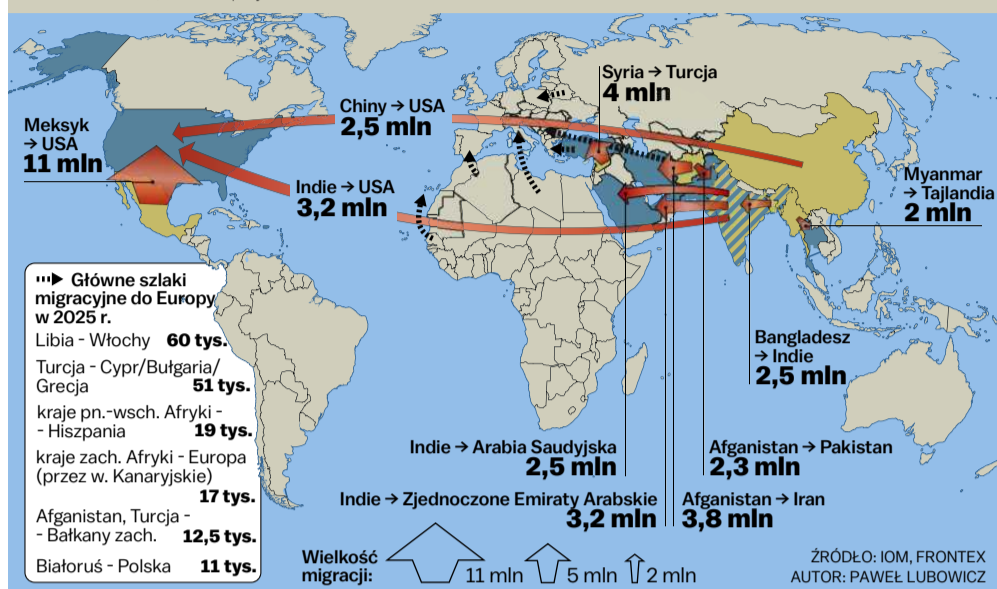 Syria → Turcja
4 mln
Chiny → USA
2,5 mln
Meksyk
→ USA
11 mln
Indie → USA
3,2 mln
Myanmar
→ Tajlandia
2 mln
Główne szlaki
migracyjne do Europy
w 2025 r.
Libia - Włochy 60 tys.
Turcja - Cypr/Bułgaria/
Grecja 51 tys.
kraje pn.-wsch. Afryki -
- Hiszpania 19 tys.
kraje zach. Afryki - Europa
(przez w. Kanaryjskie)
17 tys.
Afganistan, Turcja -
- Bałkany zach. 12,5 tys.
Białoruś - Polska 11 tys.
Bangladesz
→ Indie
2,5 mln
Indie → Arabia Saudyjska
2,5 mln
Afganistan → Pakistan
2,3 mln
Indie → Zjednoczone Emiraty Arabskie
3,2 mln
Afganistan → Iran
3,8 mln
Wielkość
migracji: 11 mln 5 mln 2 mln
ŹRÓDŁO: IOM, FRONTEX
AUTOR: PAWEŁ LUBOWICZ